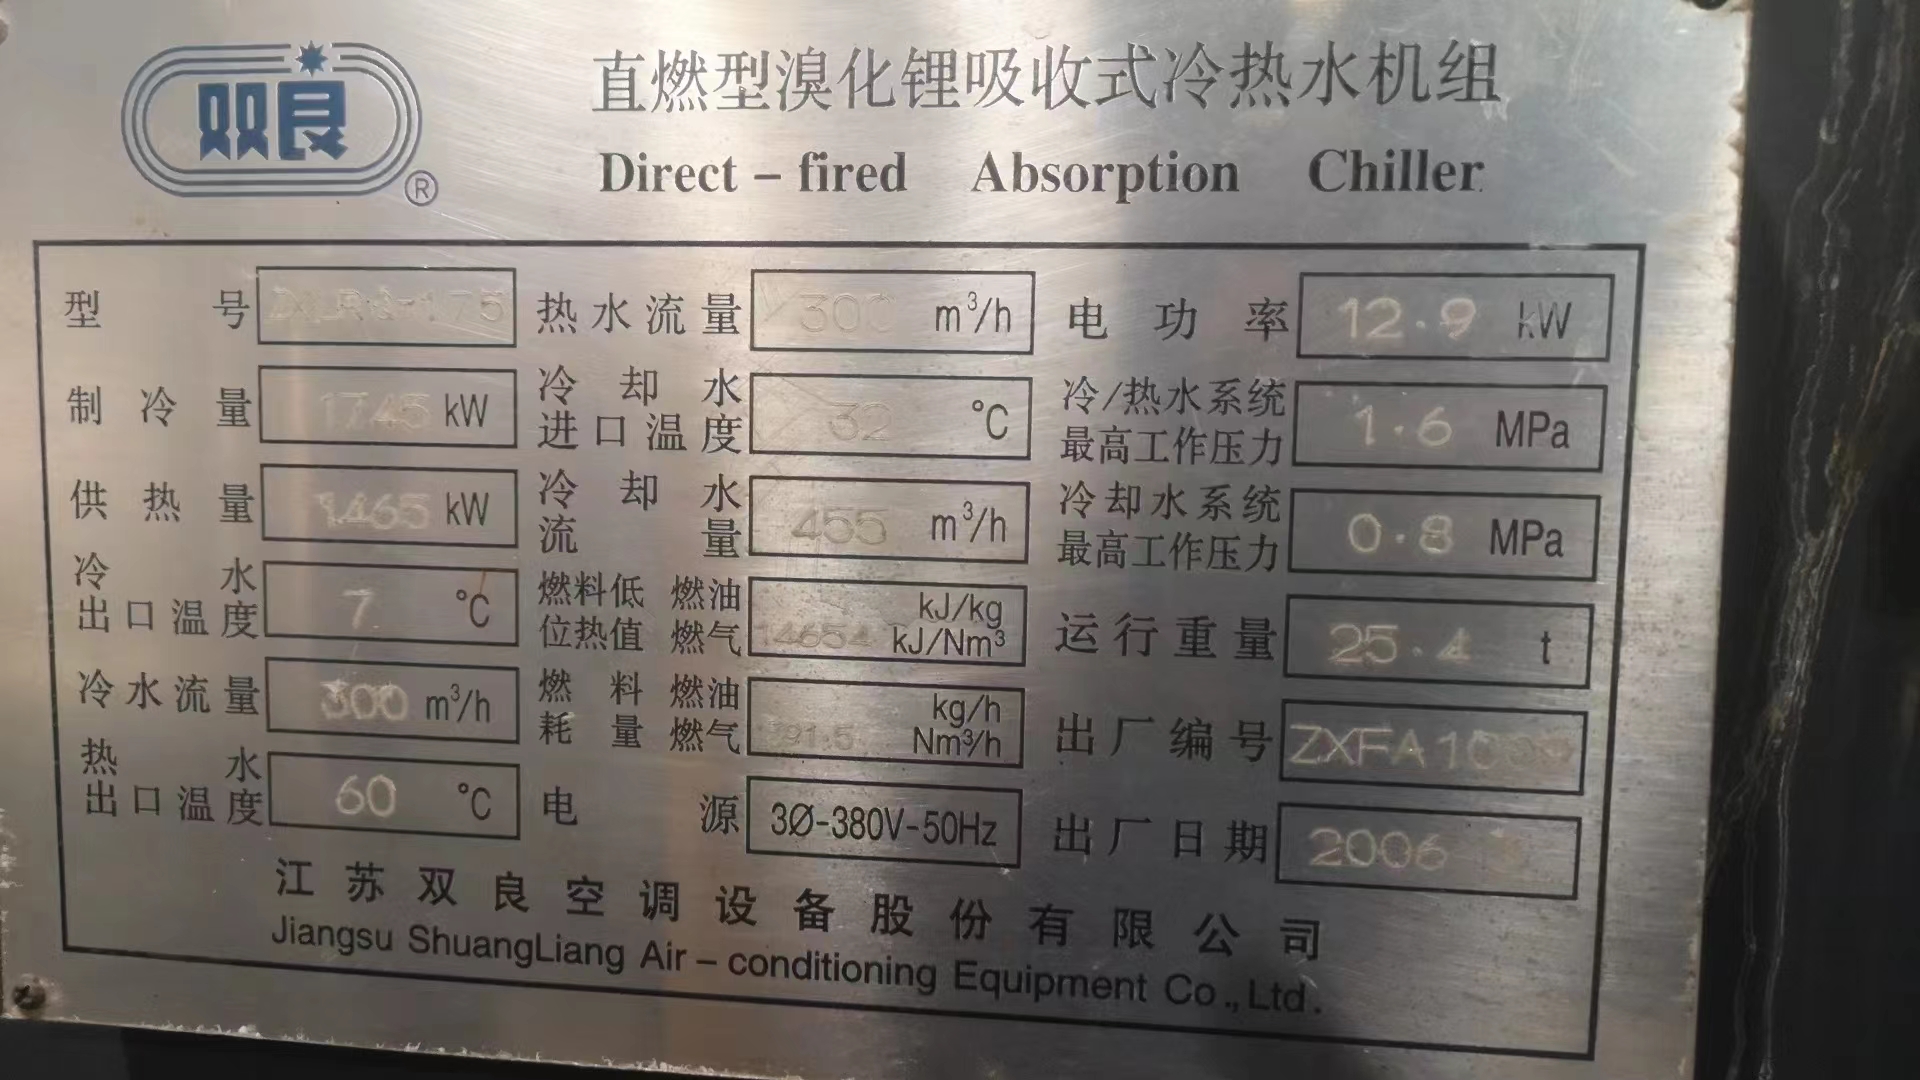 双良 ®
直燃型溴化锂吸收式冷热水机组
Direct-fired Absorption Chiller
型号 热水流量 300 m³/h 电功率 12.9 kW
制冷量 1745 kW 冷却水进口温度 32 ℃ 冷/热水系统最高工作压力 1.6 MPa
供热量 1465 kW 冷却水流量 455 m³/h 冷却水系统最高工作压力 0.8 MPa
冷水出口温度 7 ℃ 燃料低位热值 燃油 kJ/kg 燃气 14654 kJ/Nm³ 运行重量 25.4 t
冷水流量 300 m³/h 燃料耗量 燃油 kg/h 燃气 Nm³/h 出厂编号
热水出口温度 60 ℃ 电源 3Ø-380V-50Hz 出厂日期 2006
江苏双良空调设备股份有限公司
Jiangsu ShuangLiang Air-conditioning Equipment Co.,Ltd.